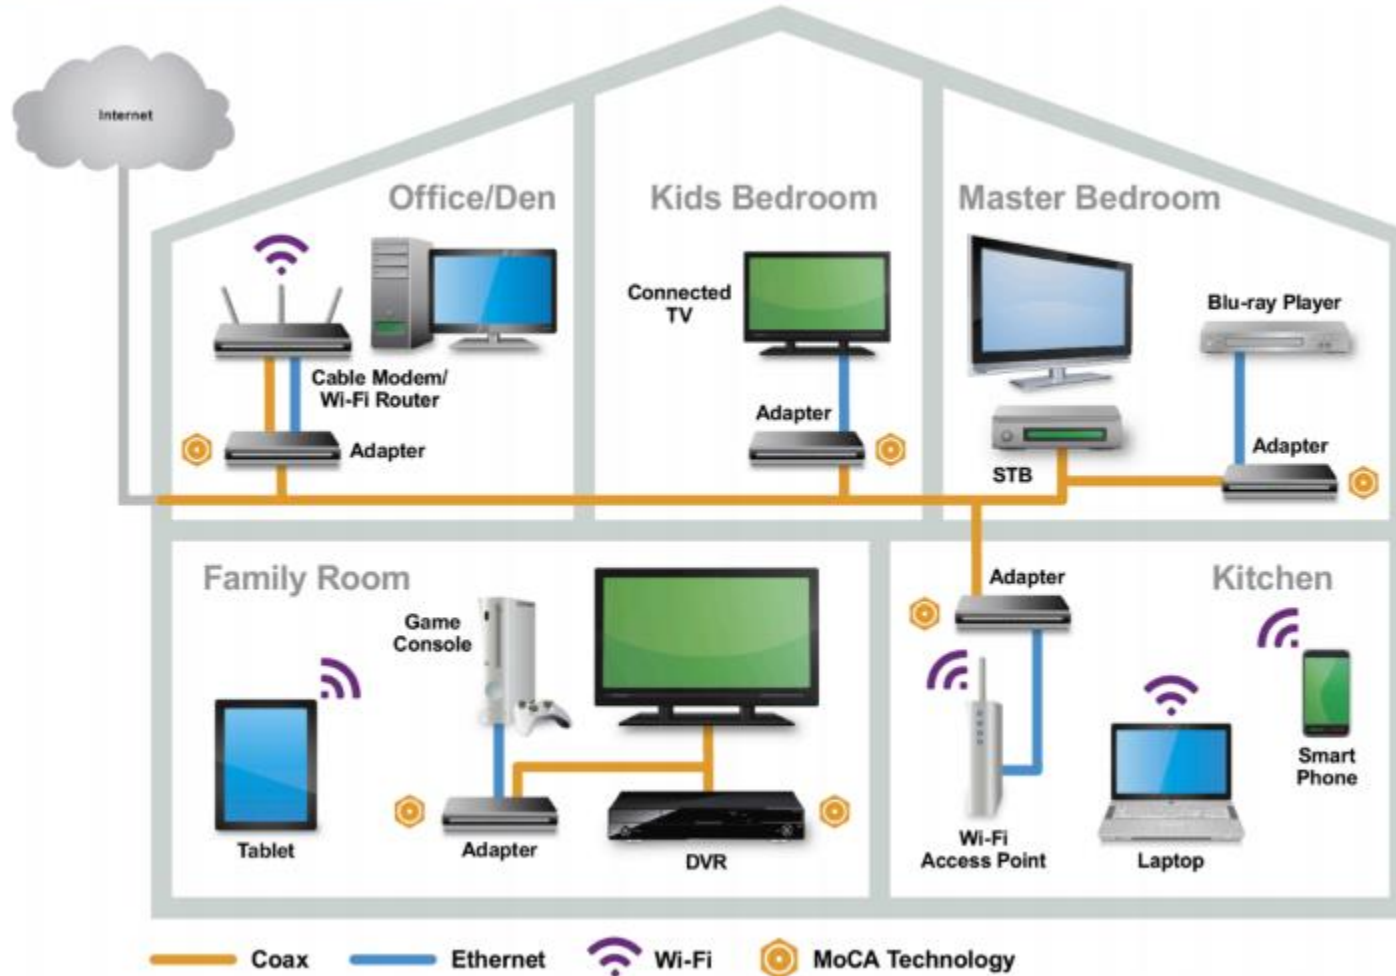 Internet
Office/Den
Kids Bedroom
Master Bedroom
Connected
TV
Blu-ray Player
Cable Modem/
Wi-Fi Router
Adapter
Adapter
STB
Adapter
Family Room
Game
Console
Adapter
Kitchen
Tablet
Adapter
DVR
Wi-Fi
Access Point
Laptop
Smart
Phone
Coax
Ethernet
Wi-Fi
MoCA Technology